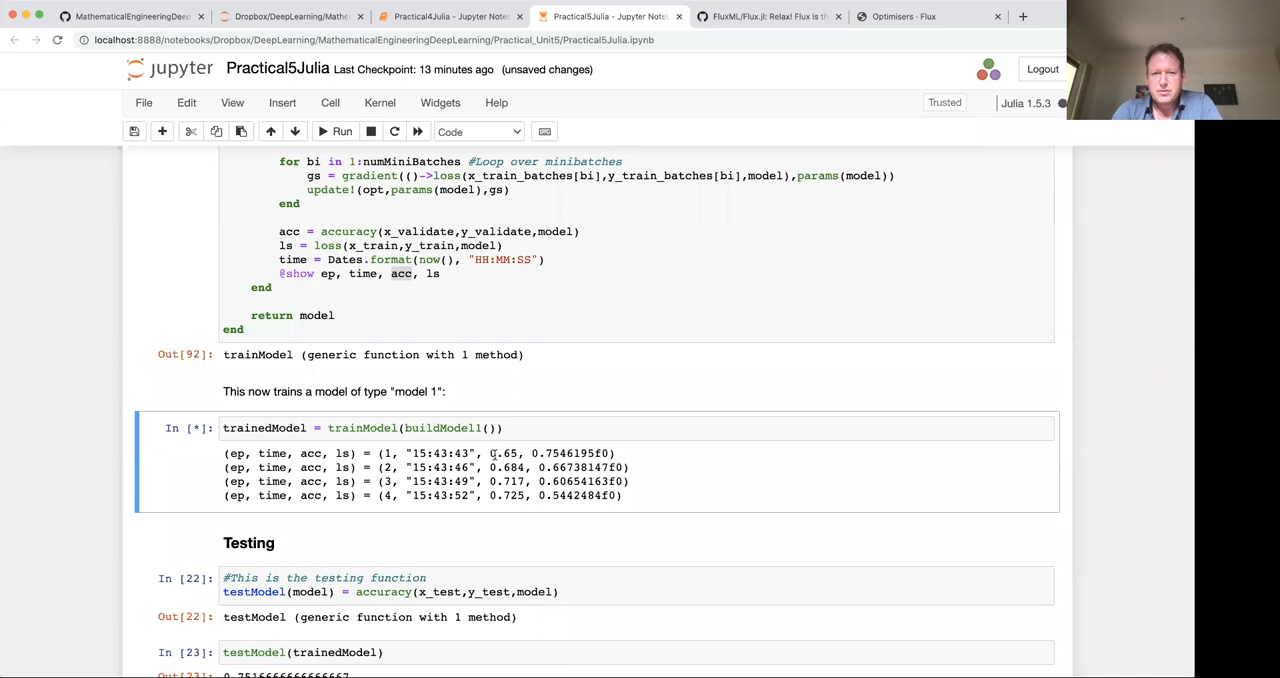 MathematicalEngineeringDeep
Dropbox/DeepLearning/Mathe
Practical4Julia - Jupyter Note
Practical5Julia - Jupyter Note
FluxML/Flux.jl: Relax! Flux is th
Optimisers · Flux
localhost:8888/notebooks/Dropbox/DeepLearning/MathematicalEngineeringDeepLearning/Practical_Unit5/Practical5Julia.ipynb
jupyter Practical5Julia Last Checkpoint: 13 minutes ago (unsaved changes) Logout
File Edit View Insert Cell Kernel Widgets Help Trusted Julia 1.5.3
Run Code
for bi in 1:numMiniBatches #Loop over minibatches
gs = gradient(()->loss(x_train_batches[bi],y_train_batches[bi],model),params(model))
update!(opt,params(model),gs)
end
acc = accuracy(x_validate,y_validate,model)
ls = loss(x_train,y_train,model)
time = Dates.format(now(), "HH:MM:SS")
@show ep, time, acc, ls
end
return model
end
Out[92]: trainModel (generic function with 1 method)
This now trains a model of type "model 1":
In [*]: trainedModel = trainModel(buildModel1())
(ep, time, acc, ls) = (1, "15:43:43", 0.65, 0.7546195f0)
(ep, time, acc, ls) = (2, "15:43:46", 0.684, 0.66738147f0)
(ep, time, acc, ls) = (3, "15:43:49", 0.717, 0.60654163f0)
(ep, time, acc, ls) = (4, "15:43:52", 0.725, 0.5442484f0)
Testing
In [22]: #This is the testing function
testModel(model) = accuracy(x_test,y_test,model)
Out[22]: testModel (generic function with 1 method)
In [23]: testModel(trainedModel)
Out[23]: 0.7516666666666667